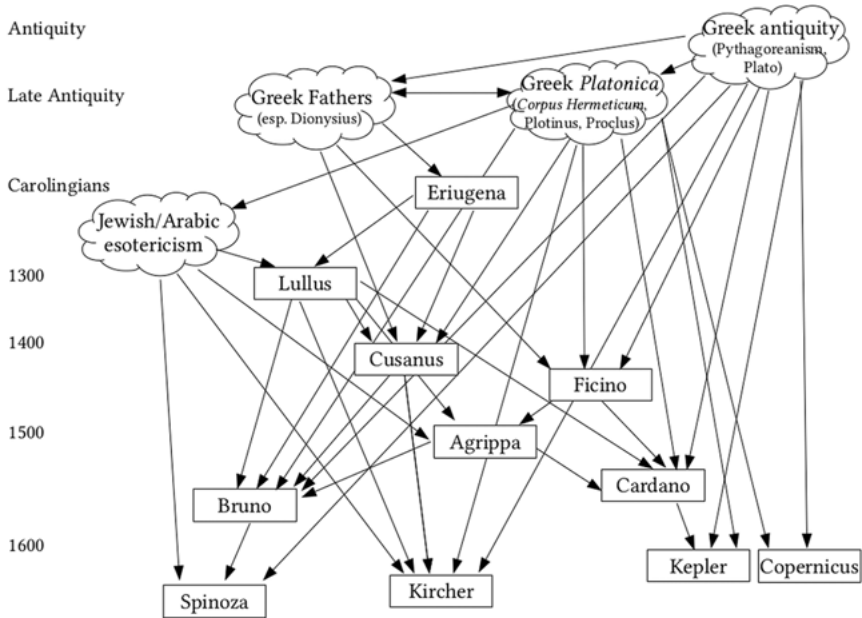 Antiquity
Greek antiquity
(Pythagoreanism,
Plato)
Late Antiquity
Greek Fathers
(esp. Dionysius)
Greek Platonica
(Corpus Hermeticum,
Plotinus, Proclus)
Carolingians
Eriugena
Jewish/Arabic
esotericism
1300
Lullus
1400
Cusanus
Ficino
1500
Agrippa
Cardano
Bruno
1600
Kepler
Copernicus
Kircher
Spinoza